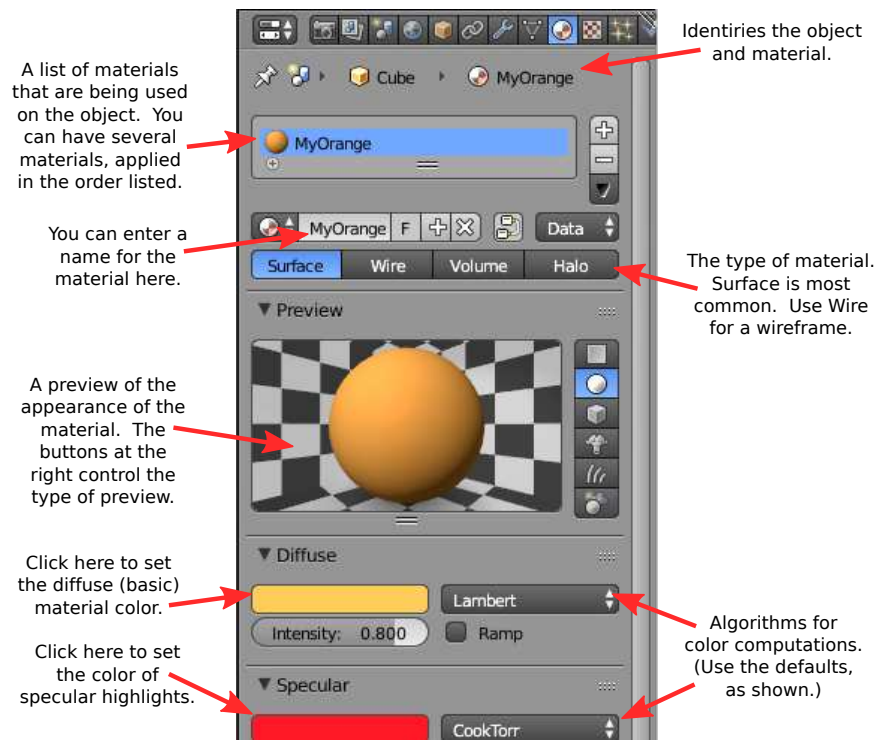 Identiries the object
and material.
Cube
MyOrange
A list of materials
that are being used
on the object. You
can have several
materials, applied
in the order listed.
MyOrange
You can enter a
name for the
material here.
MyOrange F
Data
Surface Wire Volume Halo
The type of material.
Surface is most
common. Use Wire
for a wireframe.
Preview
A preview of the
appearance of the
material. The
buttons at the
right control the
type of preview.
Diffuse
Click here to set
the diffuse (basic)
material color.
Lambert
Intensity: 0.800
Ramp
Algorithms for
color computations.
(Use the defaults,
as shown.)
Click here to set
the color of
specular highlights.
Specular
CookTorr